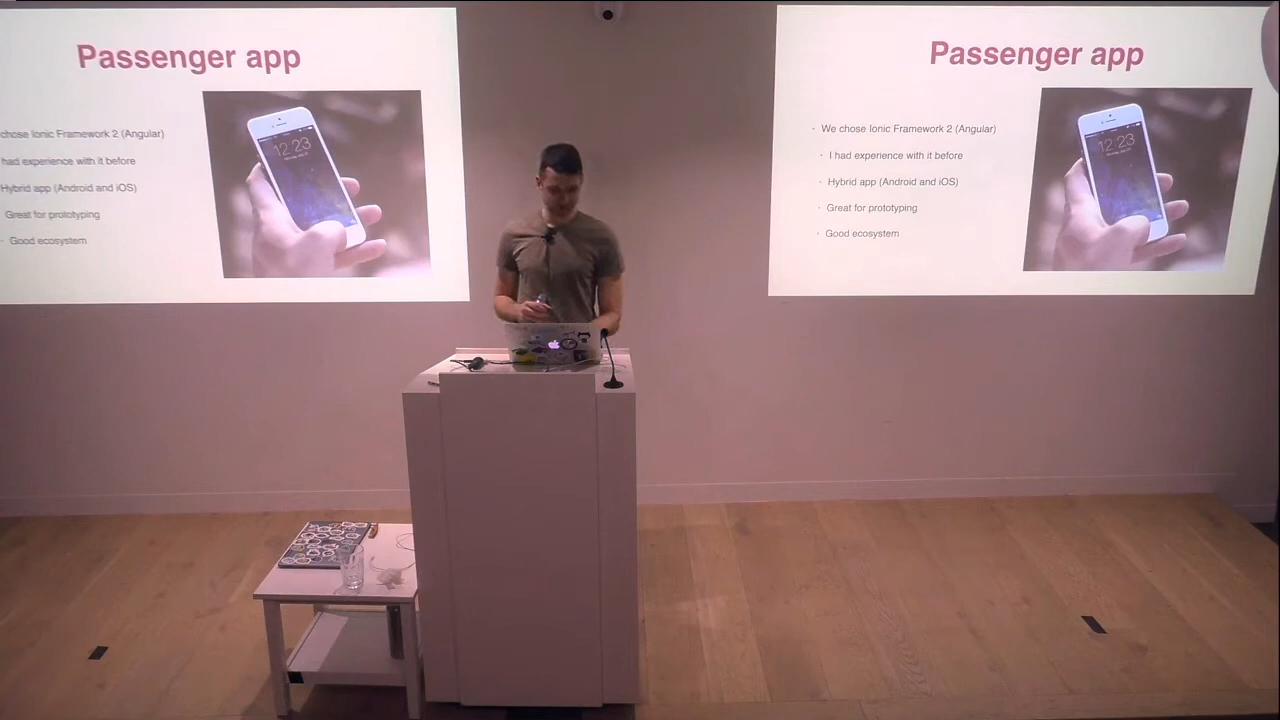 Passenger app
chose Ionic Framework 2 (Angular)
had experience with it before
Hybrid app (Android and iOS)
Great for prototyping
· Good ecosystem
12:23
Passenger app
· We chose Ionic Framework 2 (Angular)
· I had experience with it before
· Hybrid app (Android and iOS)
· Great for prototyping
· Good ecosystem
12:23